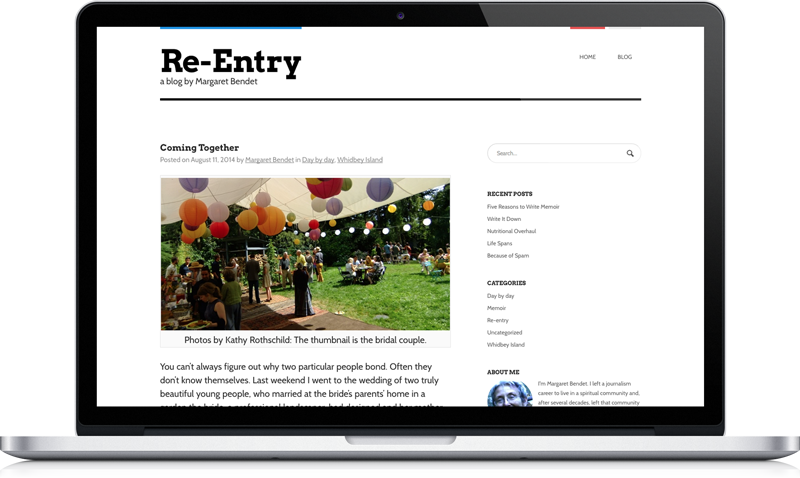 Re-Entry
a blog by Margaret Bendet
HOME BLOG
Coming Together
Posted on August 11, 2014 by Margaret Bendet in Day by day, Whidbey Island
Photos by Kathy Rothschild: The thumbnail is the bridal couple.
You can't always figure out why two particular people bond. Often they
don't know themselves. Last weekend I went to the wedding of two truly
beautiful young people, who married at the bride's parents' home in a
Search...
RECENT POSTS
Five Reasons to Write Memoir
Write It Down
Nutritional Overhaul
Life Spans
Because of Spam
CATEGORIES
Day by day
Memoir
Re-entry
Uncategorized
Whidbey Island
ABOUT ME
I'm Margaret Bendet. I left a journalism
career to live in a spiritual community and,
after several decades, left that community